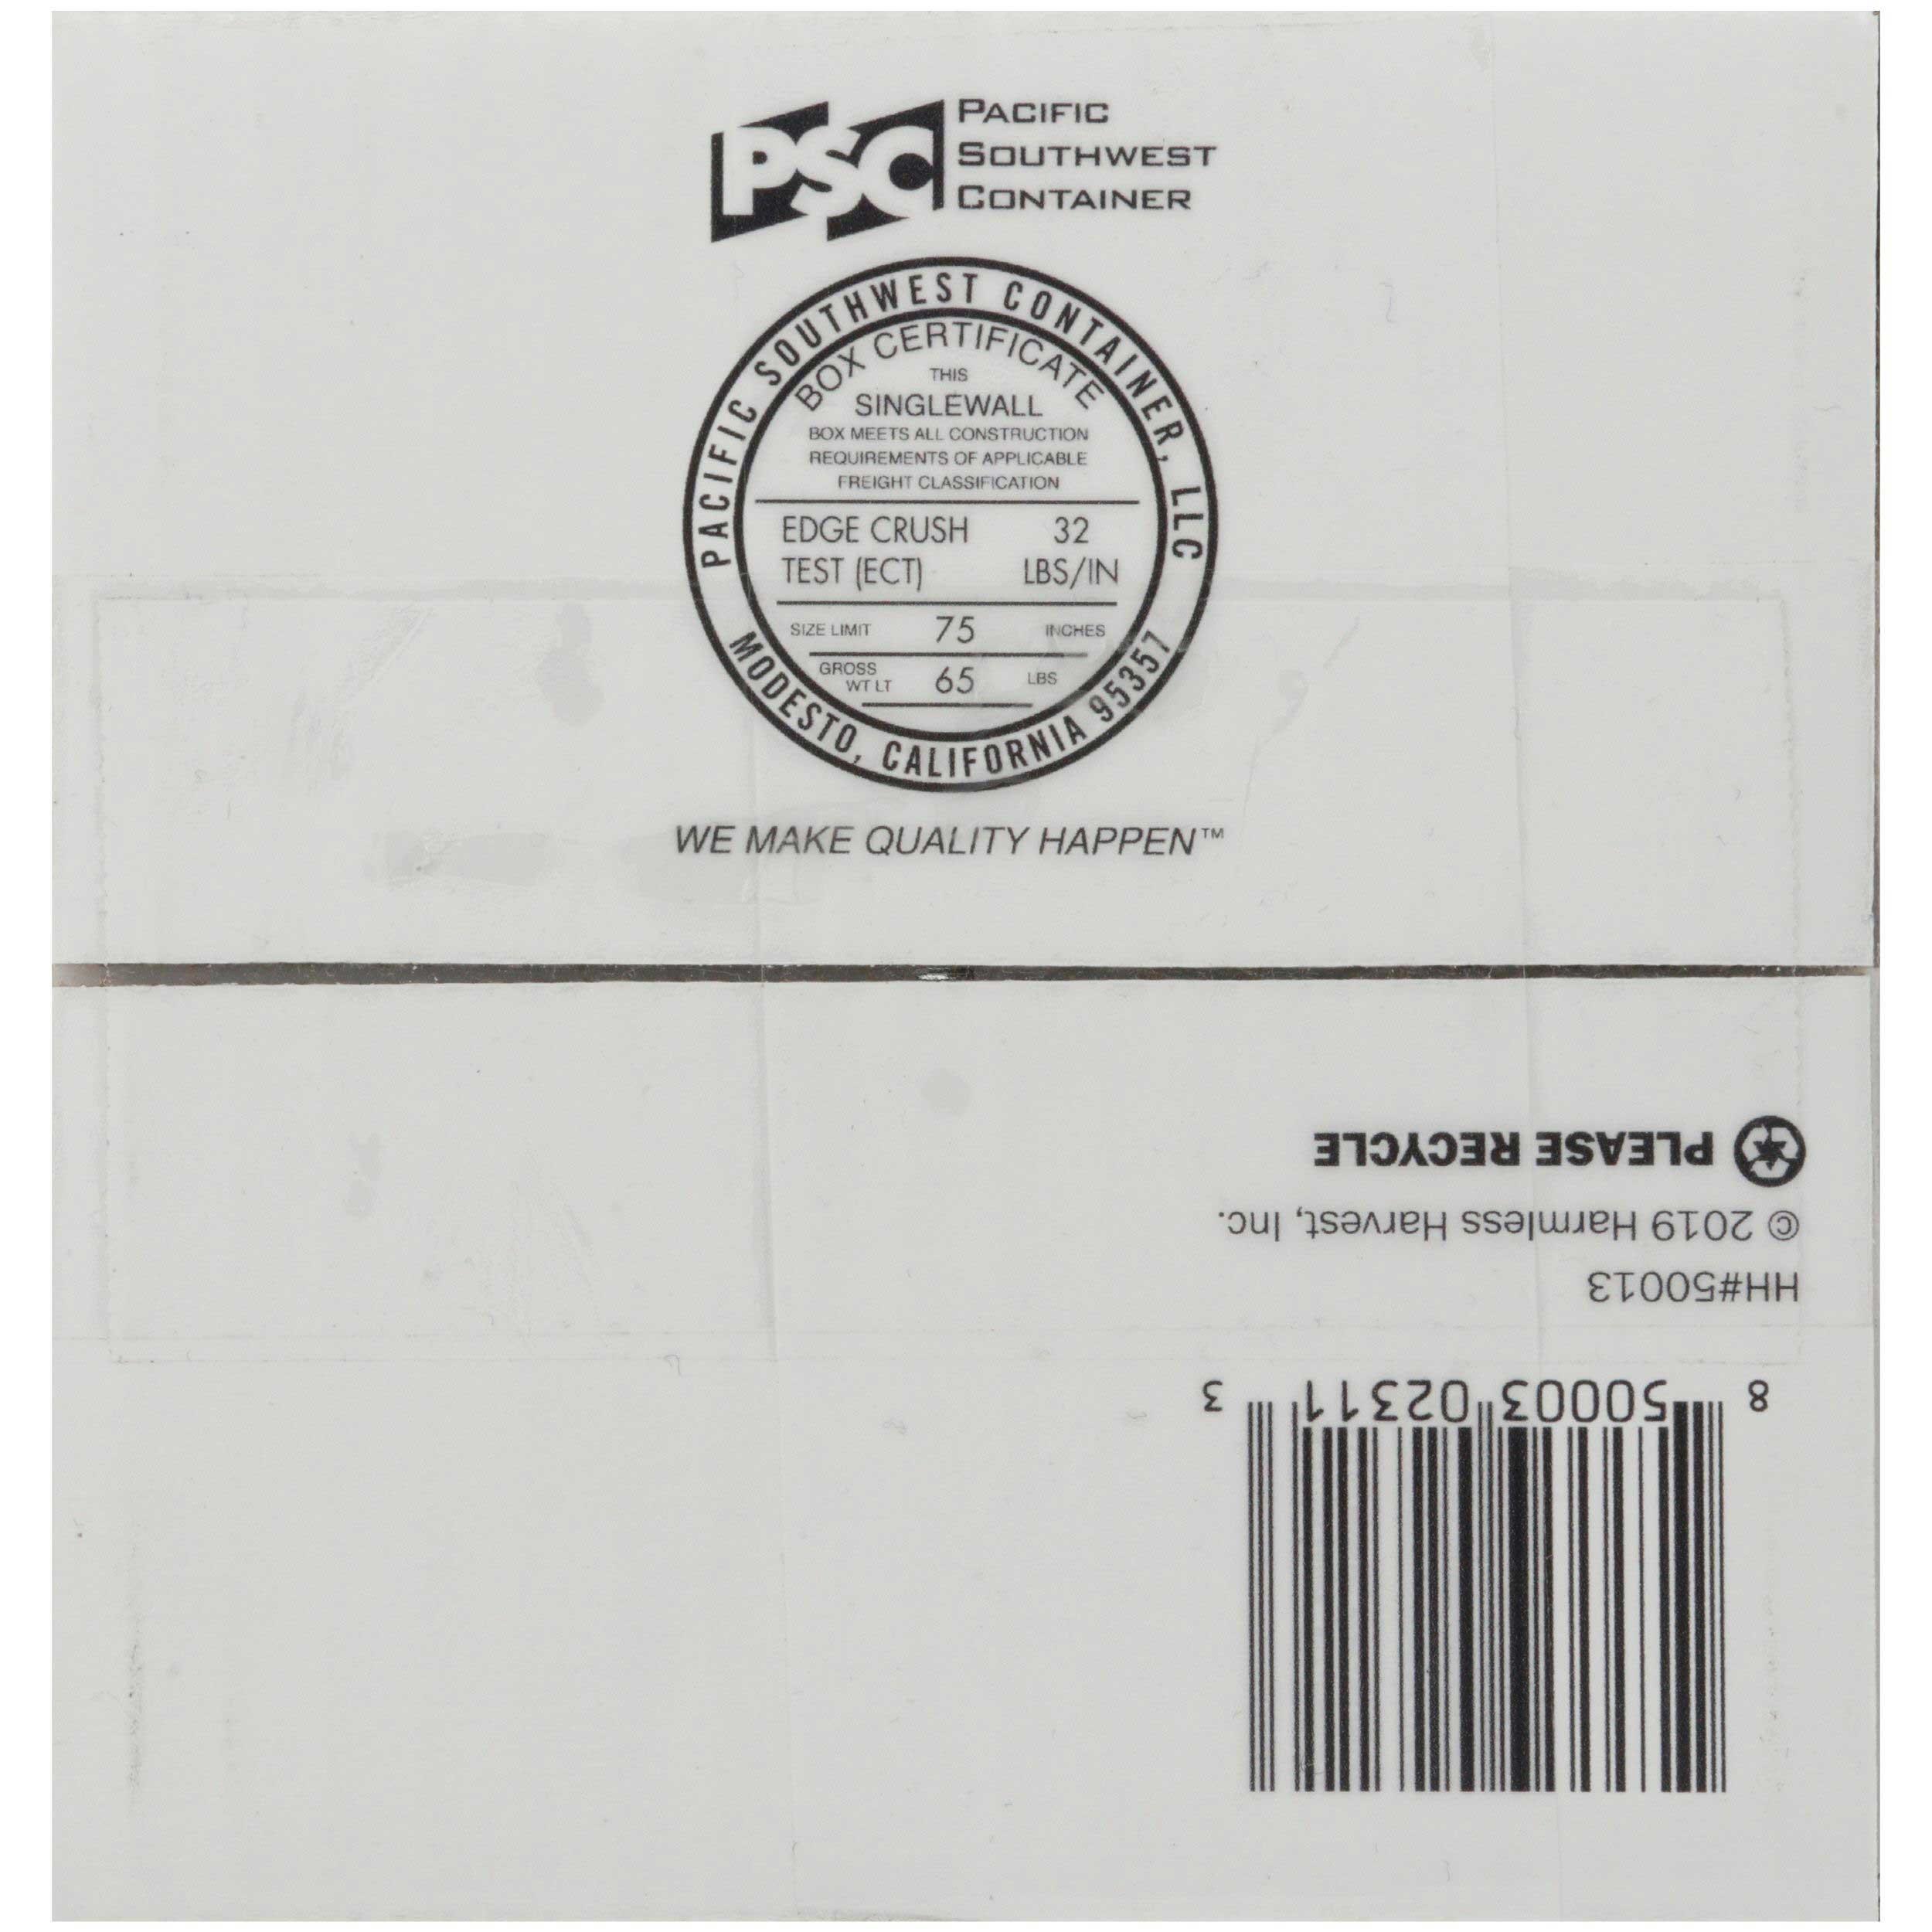 PSC
PACIFIC
SOUTHWEST
CONTAINER
PACIFIC SOUTHWEST CONTAINER, LLC
BOX CERTIFICATE
THIS
SINGLEWALL
BOX MEETS ALL CONSTRUCTION
REQUIREMENTS OF APPLICABLE
FREIGHT CLASSIFICATION
EDGE CRUSH 32
TEST (ECT) LBS/IN
SIZE LIMIT 75 INCHES
GROSS
WT LT 65 LBS
MODESTO, CALIFORNIA 95357
WE MAKE QUALITY HAPPEN™
8 50003 02311 3
HH#50013
© 2019 Harmless Harvest, Inc.
PLEASE RECYCLE